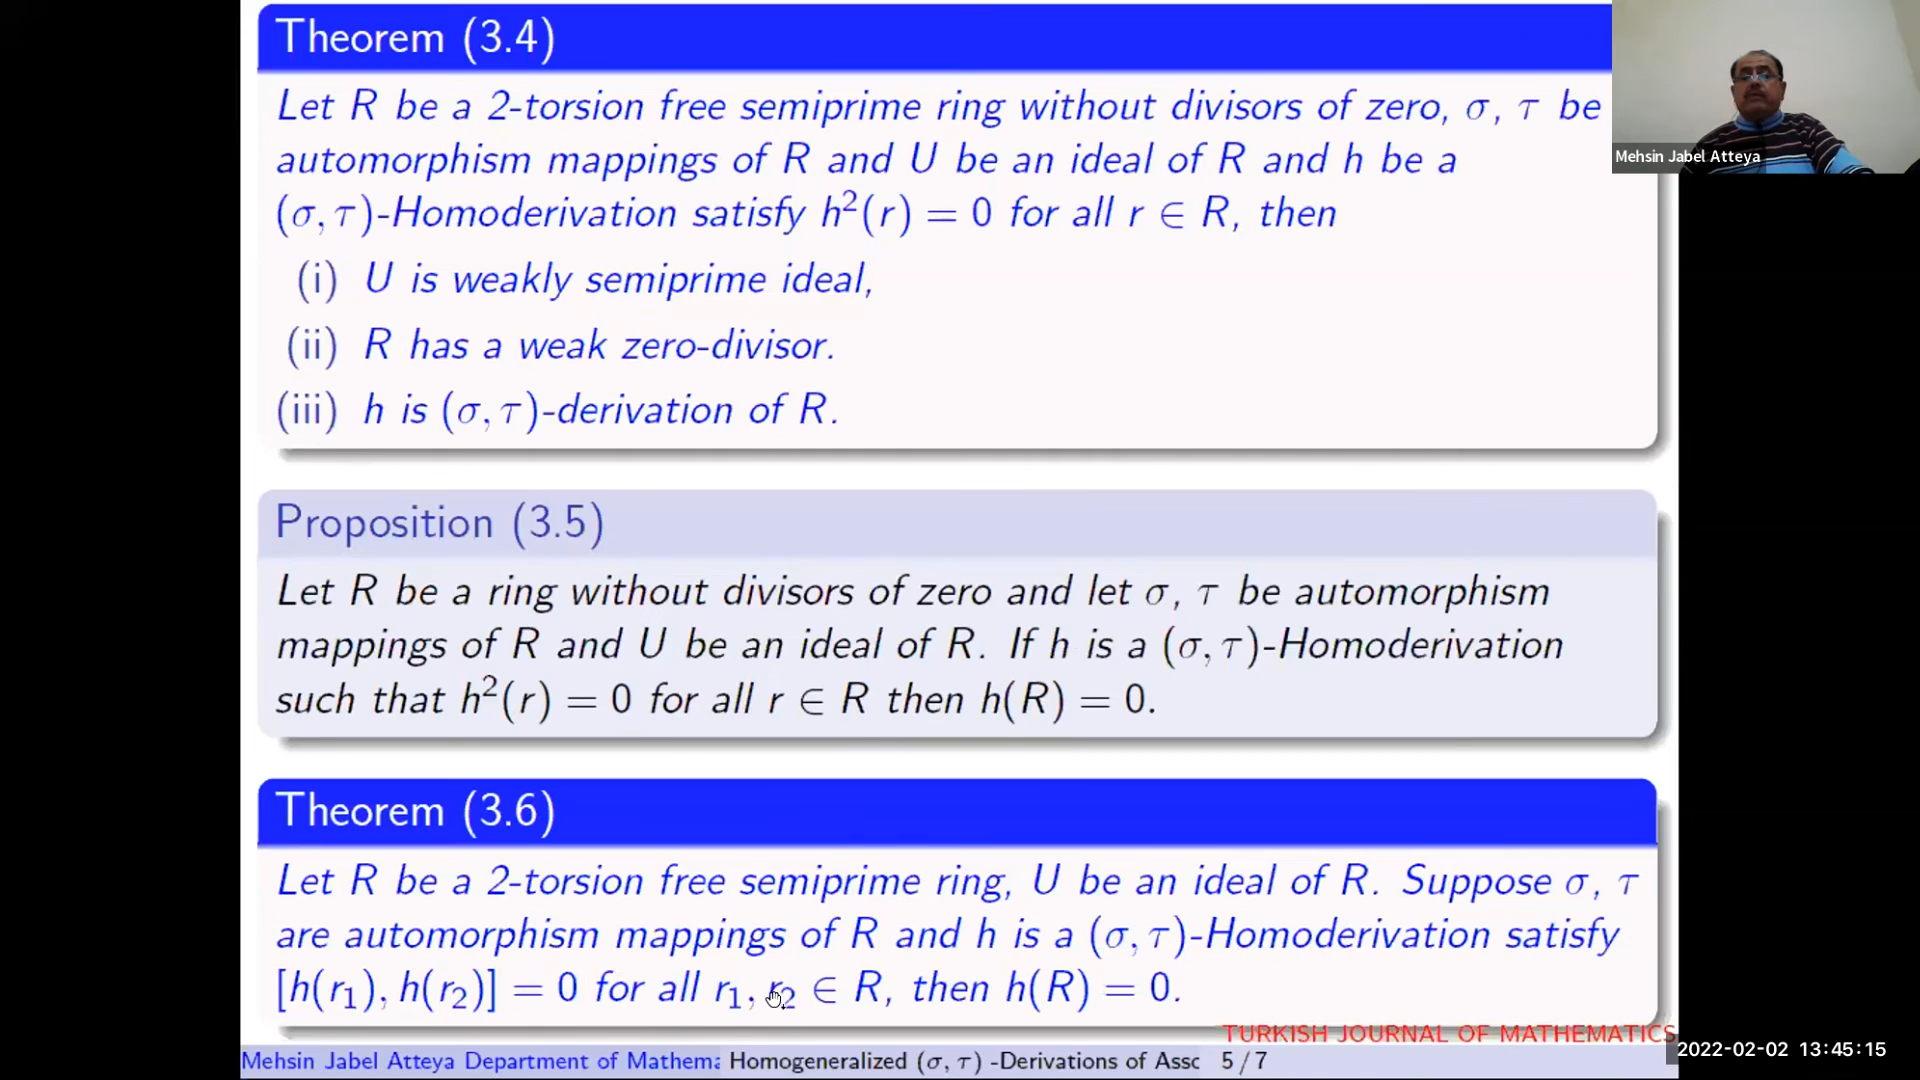 Theorem (3.4)
Let R be a 2-torsion free semiprime ring without divisors of zero, σ, τ be
automorphism mappings of R and U be an ideal of R and h be a
(σ, τ)-Homoderivation satisfy h²(r) = 0 for all r ∈ R, then
(i) U is weakly semiprime ideal,
(ii) R has a weak zero-divisor.
(iii) h is (σ, τ)-derivation of R.
Mehsin Jabel Atteya
Proposition (3.5)
Let R be a ring without divisors of zero and let σ, τ be automorphism
mappings of R and U be an ideal of R. If h is a (σ, τ)-Homoderivation
such that h²(r) = 0 for all r ∈ R then h(R) = 0.
Theorem (3.6)
Let R be a 2-torsion free semiprime ring, U be an ideal of R. Suppose σ, τ
are automorphism mappings of R and h is a (σ, τ)-Homoderivation satisfy
[h(r₁), h(r₂)] = 0 for all r₁, r₂ ∈ R, then h(R) = 0.
TURKISH JOURNAL OF MATHEMATICS
Mehsin Jabel Atteya Department of Mathema Homogeneralized (σ, τ) -Derivations of Assc 5 / 7
2022-02-02 13:45:15